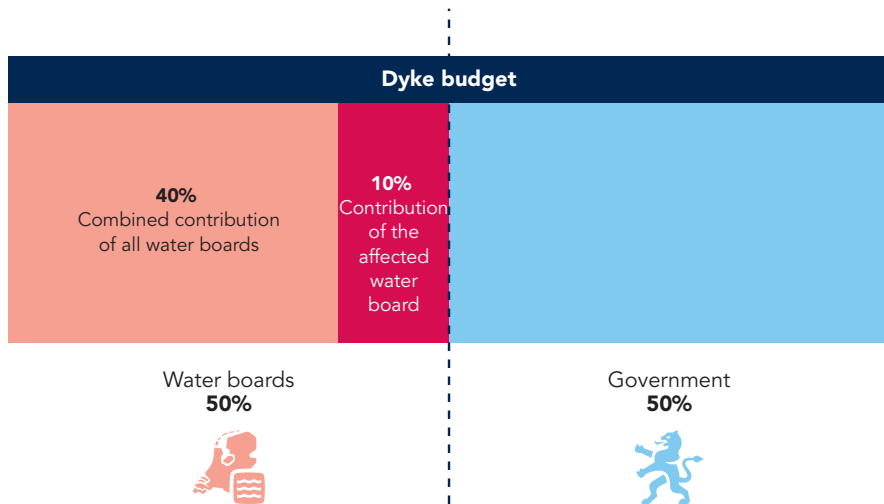 Dyke budget
40%
Combined contribution
of all water boards
10%
Contribution
of the
affected
water
board
Water boards
50%
Government
50%